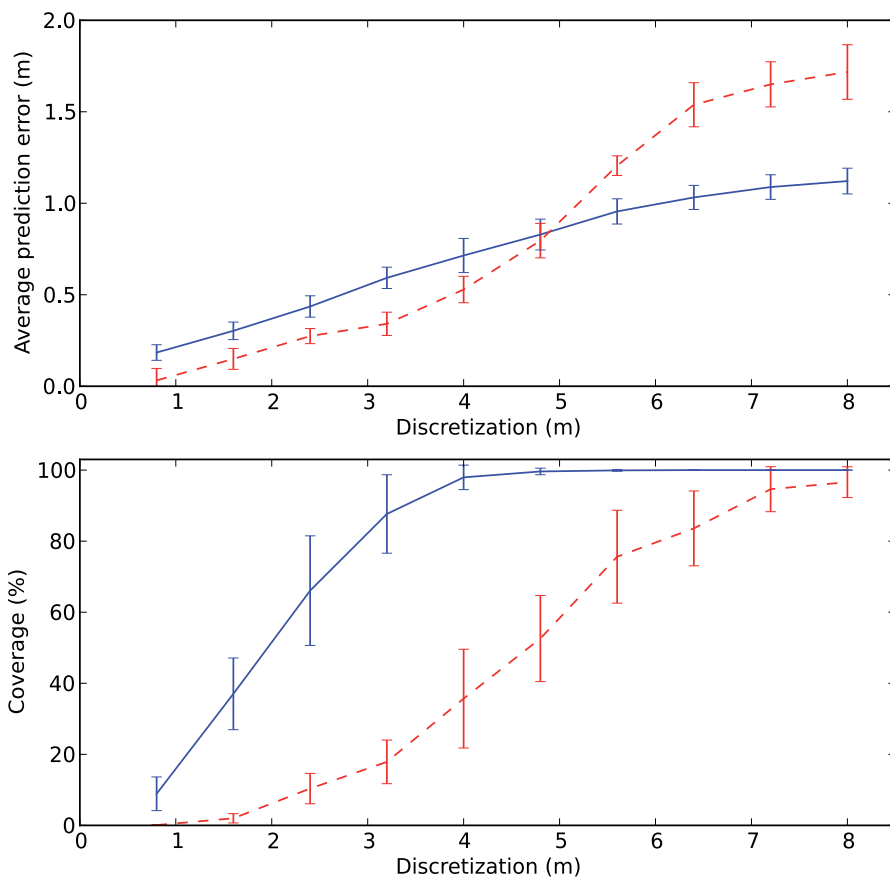 2.0
1.5
1.0
0.5
0.0
Average prediction error (m)
0 1 2 3 4 5 6 7 8
Discretization (m)
100
80
60
40
20
0
Coverage (%)
0 1 2 3 4 5 6 7 8
Discretization (m)